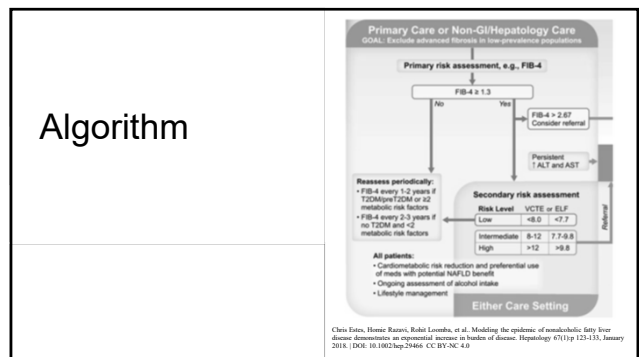 Algorithm
Primary Care or Non-GI/Hepatology Care
GOAL: Exclude advanced fibrosis in low-prevalence populations
Primary risk assessment, e.g., FIB-4
FIB-4 ≥ 1.3
No
Yes
FIB-4 > 2.67
Consider referral
Persistent
↑ ALT and AST
Reassess periodically:
• FIB-4 every 1-2 years if
T2DM/preT2DM or ≥2
metabolic risk factors
• FIB-4 every 2-3 years if
no T2DM and <2
metabolic risk factors
Secondary risk assessment
Risk Level VCTE or ELF
Low <8.0 <7.7
Intermediate 8-12 7.7-9.8
High >12 >9.8
Referral
All patients:
• Cardiometabolic risk reduction and preferential use
of meds with potential NAFLD benefit
• Ongoing assessment of alcohol intake
• Lifestyle management
Either Care Setting
Chris Estes, Homie Razavi, Rohit Loomba, et al., Modeling the epidemic of nonalcoholic fatty liver
disease demonstrates an exponential increase in burden of disease. Hepatology 67(1):p 123-133, January
2018. | DOI: 10.1002/hep.29466 CC BY-NC 4.0